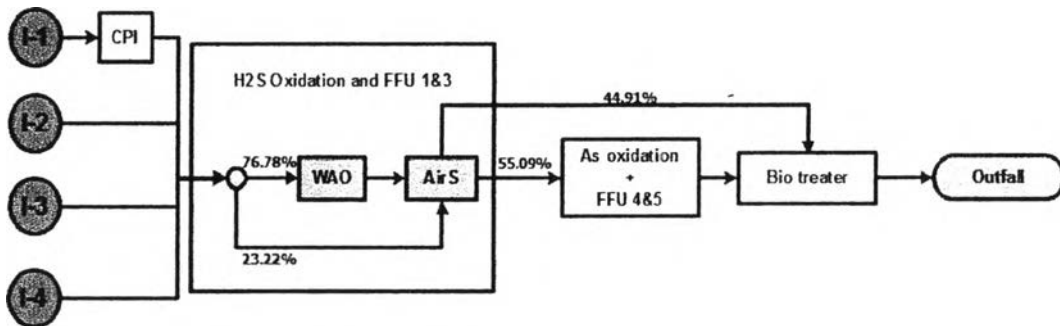 I-1
CPI
H2S Oxidation and FFU 1&3
44.91%
I-2
76.78%
WAO
AirS
55.09%
As oxidation
+
FFU 4&5
Bio treater
Outfall
I-3
23.22%
I-4